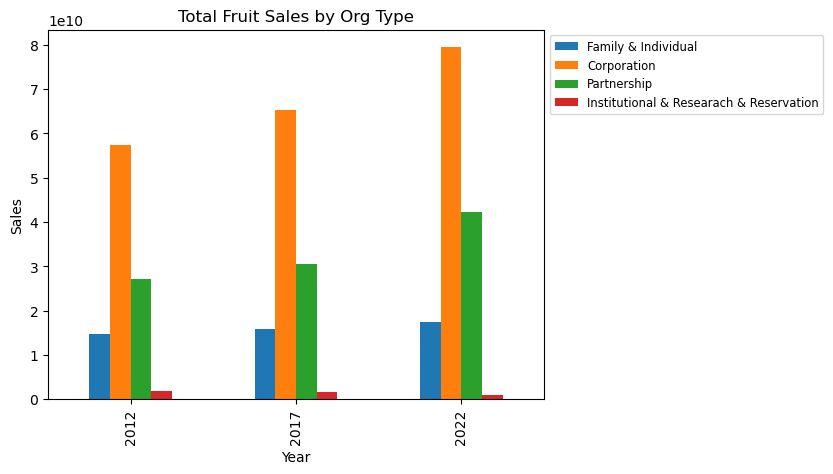 Total Fruit Sales by Org Type
1e10
8
7
6
5
4
3
2
1
0
Sales
2012
2017
2022
Year
Family & Individual
Corporation
Partnership
Institutional & Researach & Reservation